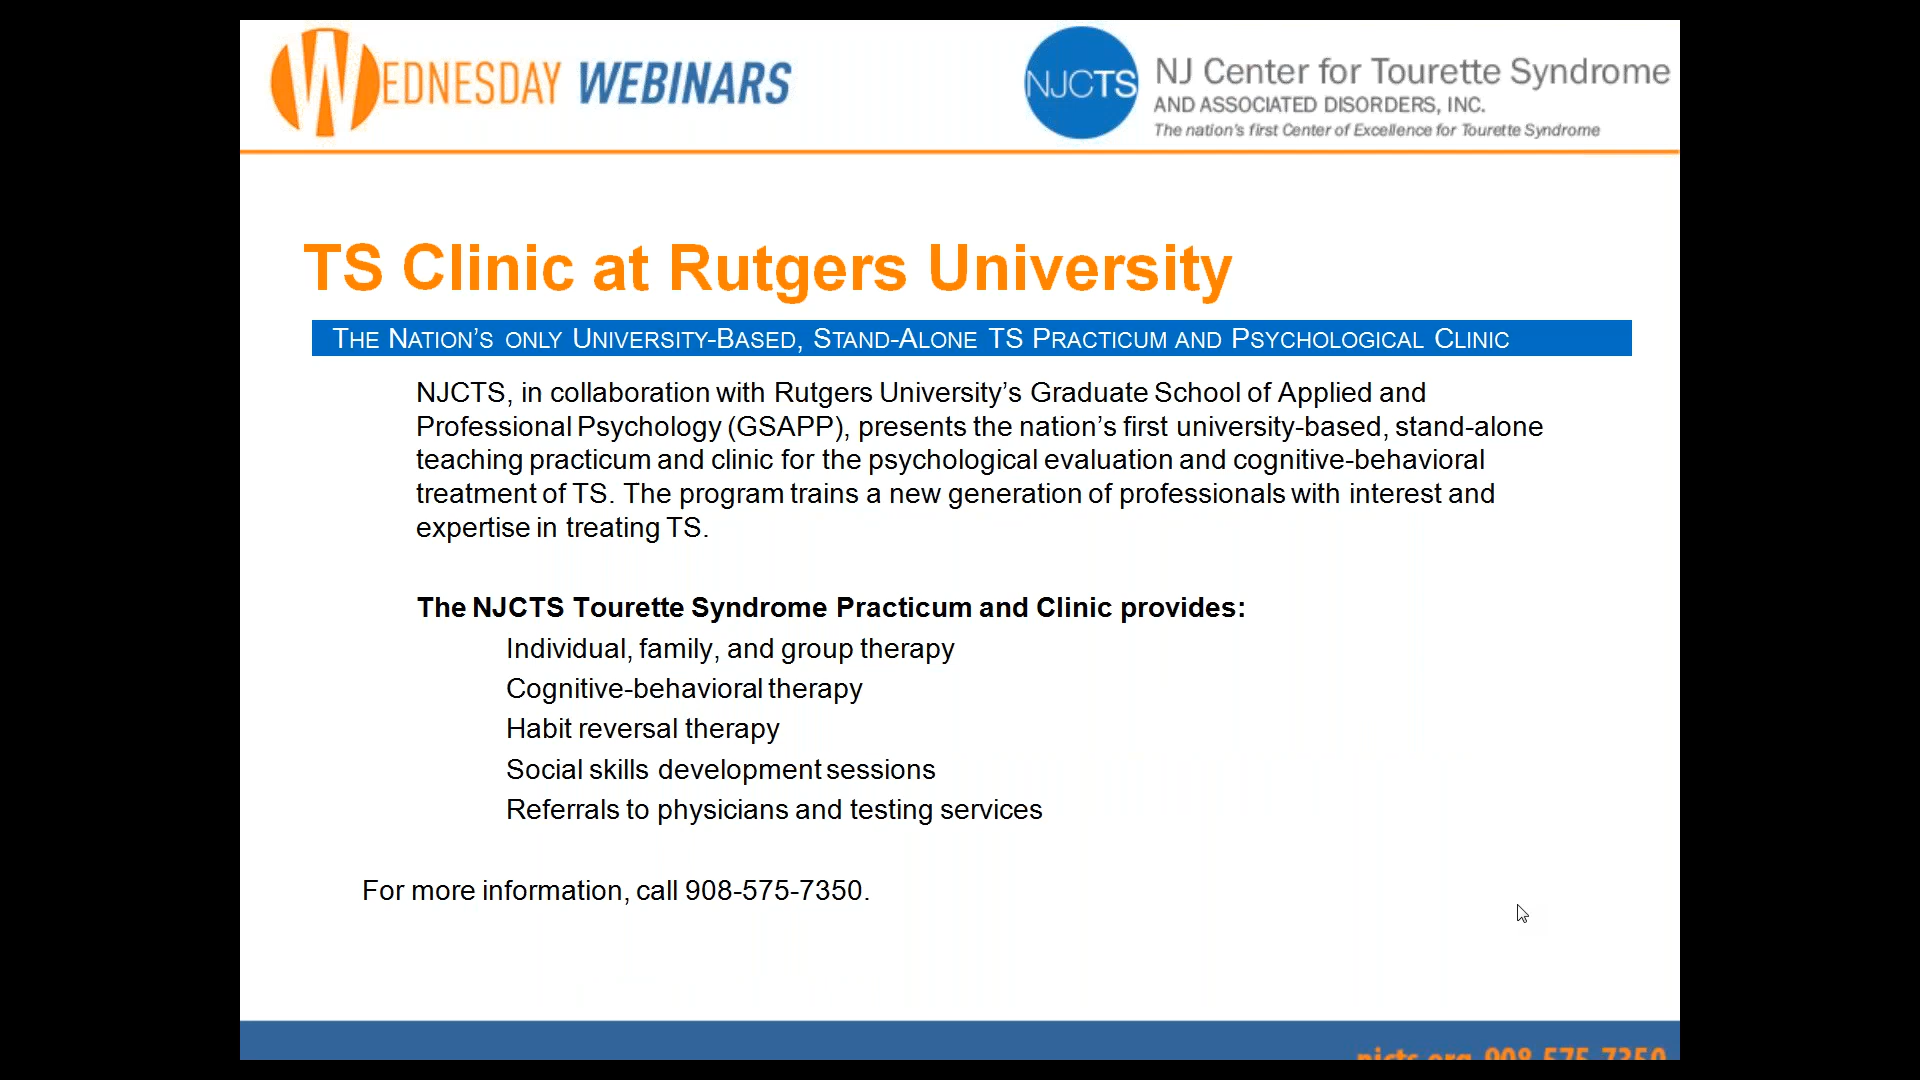 WEDNESDAY WEBINARS
NJCTS
NJ Center for Tourette Syndrome
AND ASSOCIATED DISORDERS, INC.
The nation's first Center of Excellence for Tourette Syndrome
TS Clinic at Rutgers University
THE NATION'S ONLY UNIVERSITY-BASED, STAND-ALONE TS PRACTICUM AND PSYCHOLOGICAL CLINIC
NJCTS, in collaboration with Rutgers University's Graduate School of Applied and
Professional Psychology (GSAPP), presents the nation's first university-based, stand-alone
teaching practicum and clinic for the psychological evaluation and cognitive-behavioral
treatment of TS. The program trains a new generation of professionals with interest and
expertise in treating TS.
The NJCTS Tourette Syndrome Practicum and Clinic provides:
Individual, family, and group therapy
Cognitive-behavioral therapy
Habit reversal therapy
Social skills development sessions
Referrals to physicians and testing services
For more information, call 908-575-7350.
njcts.org 908-575-7350